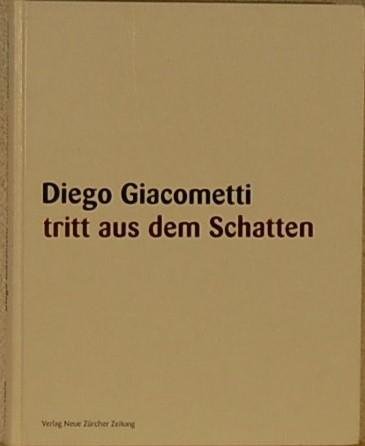 Diego Giacometti
tritt aus dem Schatten
Verlag Neue Zürcher Zeitung